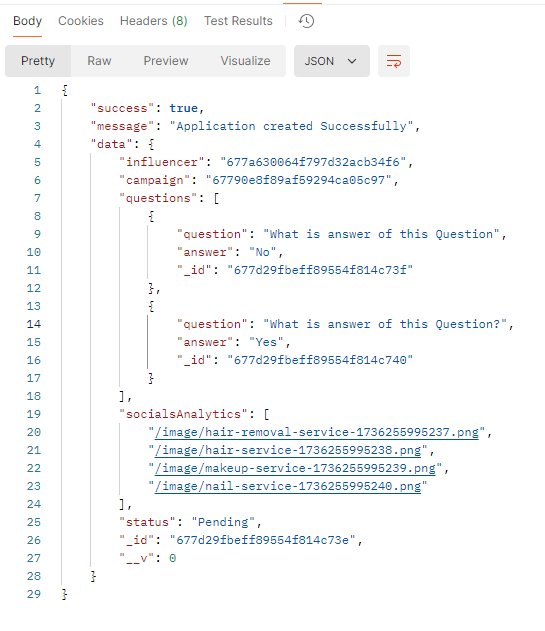 Body Cookies Headers (8) Test Results
Pretty Raw Preview Visualize JSON
1 {
2 "success": true,
3 "message": "Application created Successfully",
4 "data": {
5 "influencer": "677a630064f797d32acb34f6",
6 "campaign": "67790e8f89af59294ca05c97",
7 "questions": [
8 {
9 "question": "What is answer of this Question",
10 "answer": "No",
11 "_id": "677d29fbeff89554f814c73f"
12 },
13 {
14 "question": "What is answer of this Question?",
15 "answer": "Yes",
16 "_id": "677d29fbeff89554f814c740"
17 }
18 ],
19 "socialsAnalytics": [
20 "/image/hair-removal-service-1736255995237.png",
21 "/image/hair-service-1736255995238.png",
22 "/image/makeup-service-1736255995239.png",
23 "/image/nail-service-1736255995240.png"
24 ],
25 "status": "Pending",
26 "_id": "677d29fbeff89554f814c73e",
27 "__v": 0
28 }
29 }